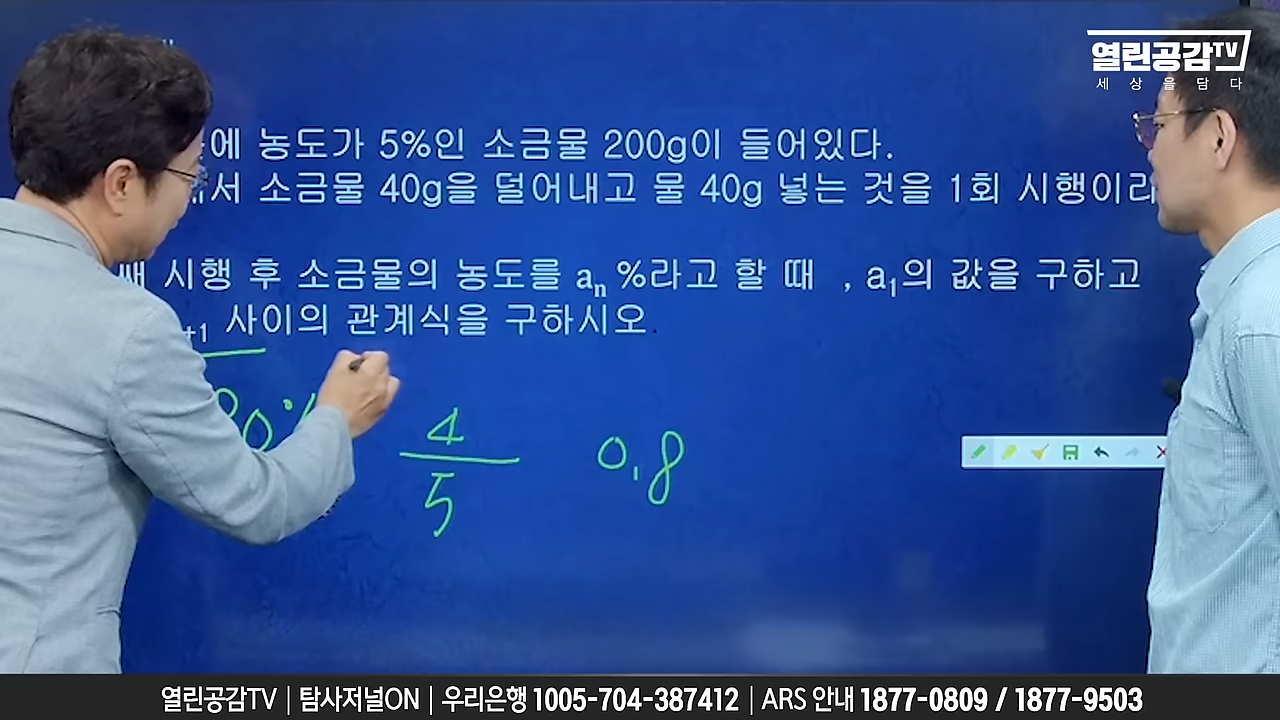 열린공감TV
세상을담다
에 농도가 5%인 소금물 200g이 들어있다.
서 소금물 40g을 덜어내고 물 40g 넣는 것을 1회 시행이라
째 시행 후 소금물의 농도를 aₙ %라고 할 때 , a₁의 값을 구하고
+1 사이의 관계식을 구하시오.
80%
4
5
0.8
열린공감TV | 탐사저널ON | 우리은행 1005-704-387412 | ARS 안내 1877-0809 / 1877-9503